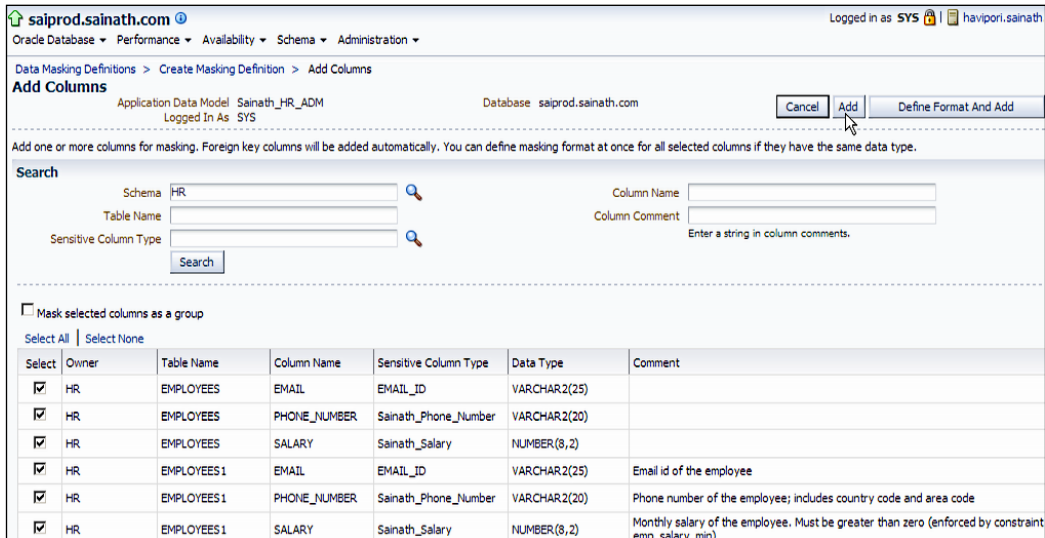 saiprod.sainath.com
Logged in as SYS havipori.sainath
Oracle Database Performance Availability Schema Administration
Data Masking Definitions > Create Masking Definition > Add Columns
Add Columns
Application Data Model Sainath_HR_ADM Database saiprod.sainath.com
Logged In As SYS
Cancel Add Define Format And Add
Add one or more columns for masking. Foreign key columns will be added automatically. You can define masking format at once for all selected columns if they have the same data type.
Search
Schema HR Column Name
Table Name Column Comment
Sensitive Column Type Enter a string in column comments.
Search
Mask selected columns as a group
Select All | Select None
Select Owner Table Name Column Name Sensitive Column Type Data Type Comment
HR EMPLOYEES EMAIL EMAIL_ID VARCHAR2(25)
HR EMPLOYEES PHONE_NUMBER Sainath_Phone_Number VARCHAR2(20)
HR EMPLOYEES SALARY Sainath_Salary NUMBER(8,2)
HR EMPLOYEES1 EMAIL EMAIL_ID VARCHAR2(25) Email id of the employee
HR EMPLOYEES1 PHONE_NUMBER Sainath_Phone_Number VARCHAR2(20) Phone number of the employee; includes country code and area code
HR EMPLOYEES1 SALARY Sainath_Salary NUMBER(8,2) Monthly salary of the employee. Must be greater than zero (enforced by constraint
emp_salary_min)